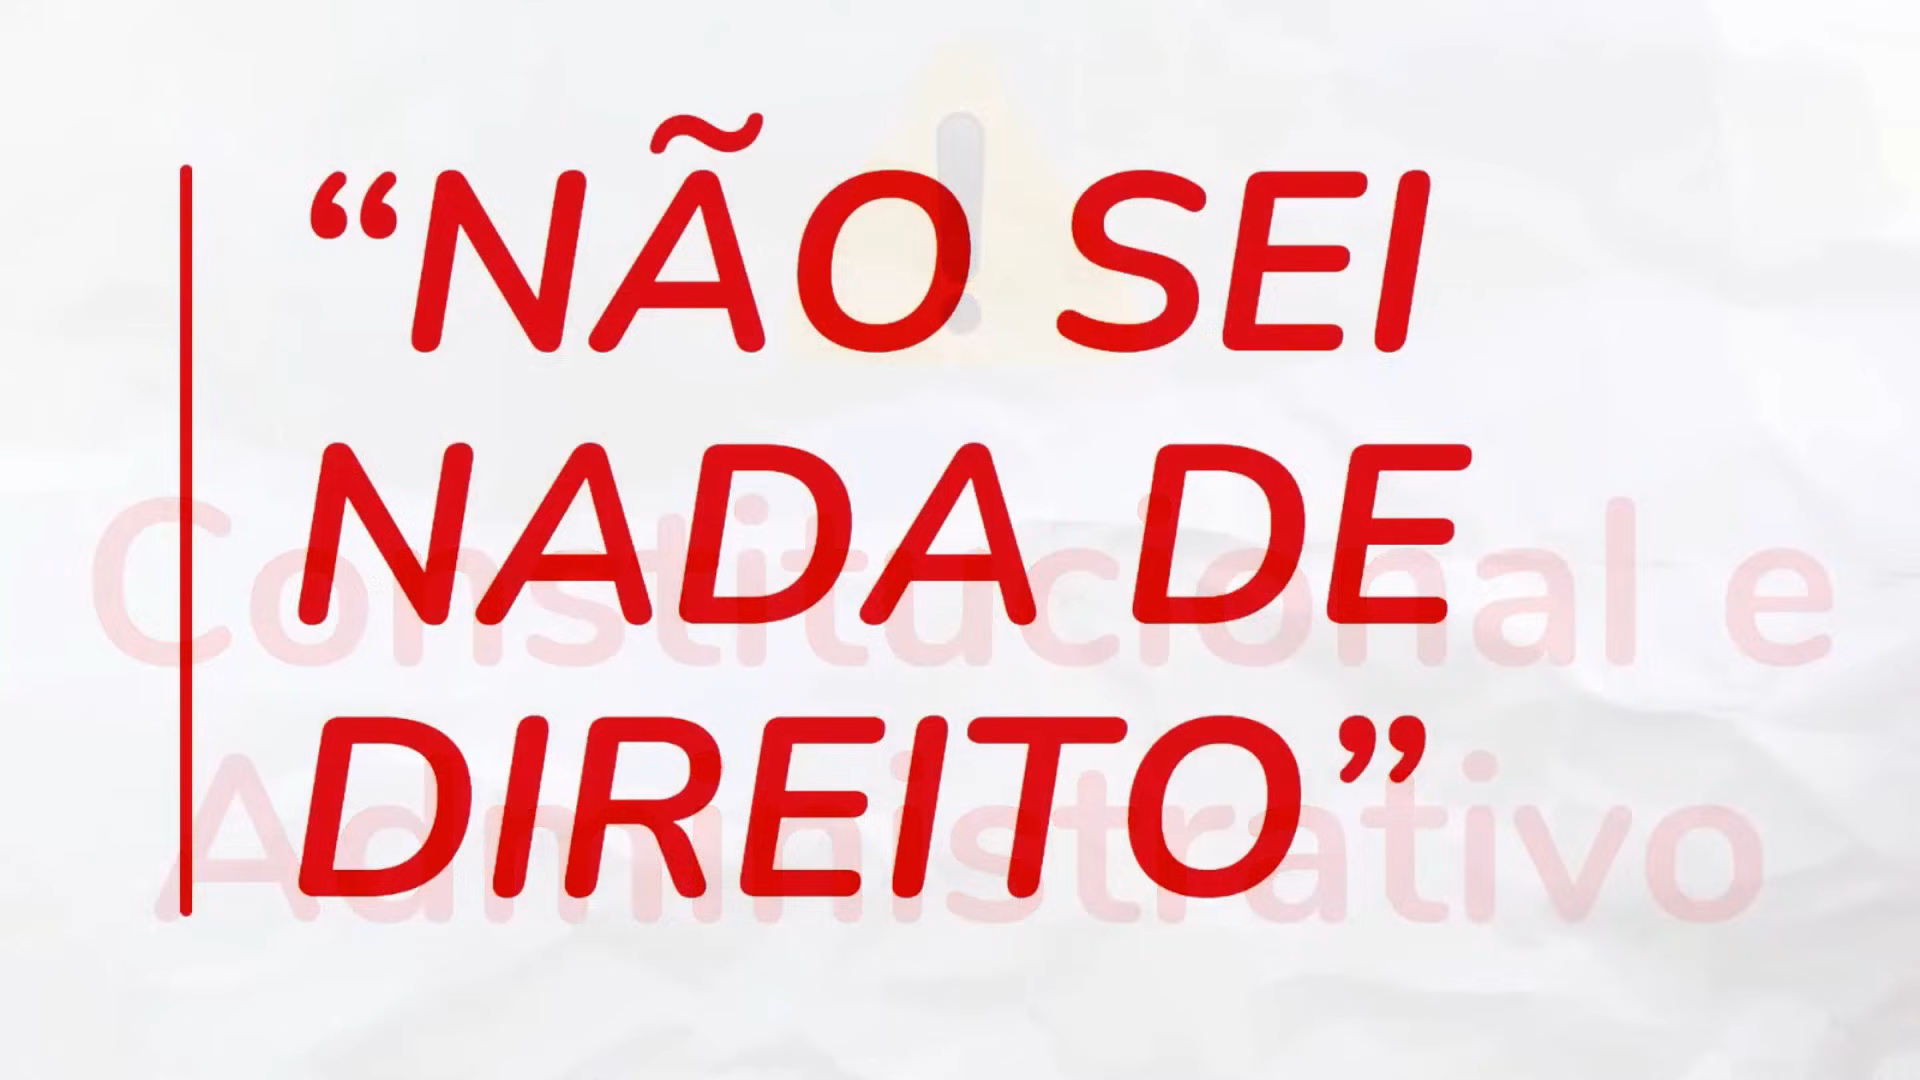 “NÃO SEI
NADA DE
Constitucional e
DIREITO”
Administrativo